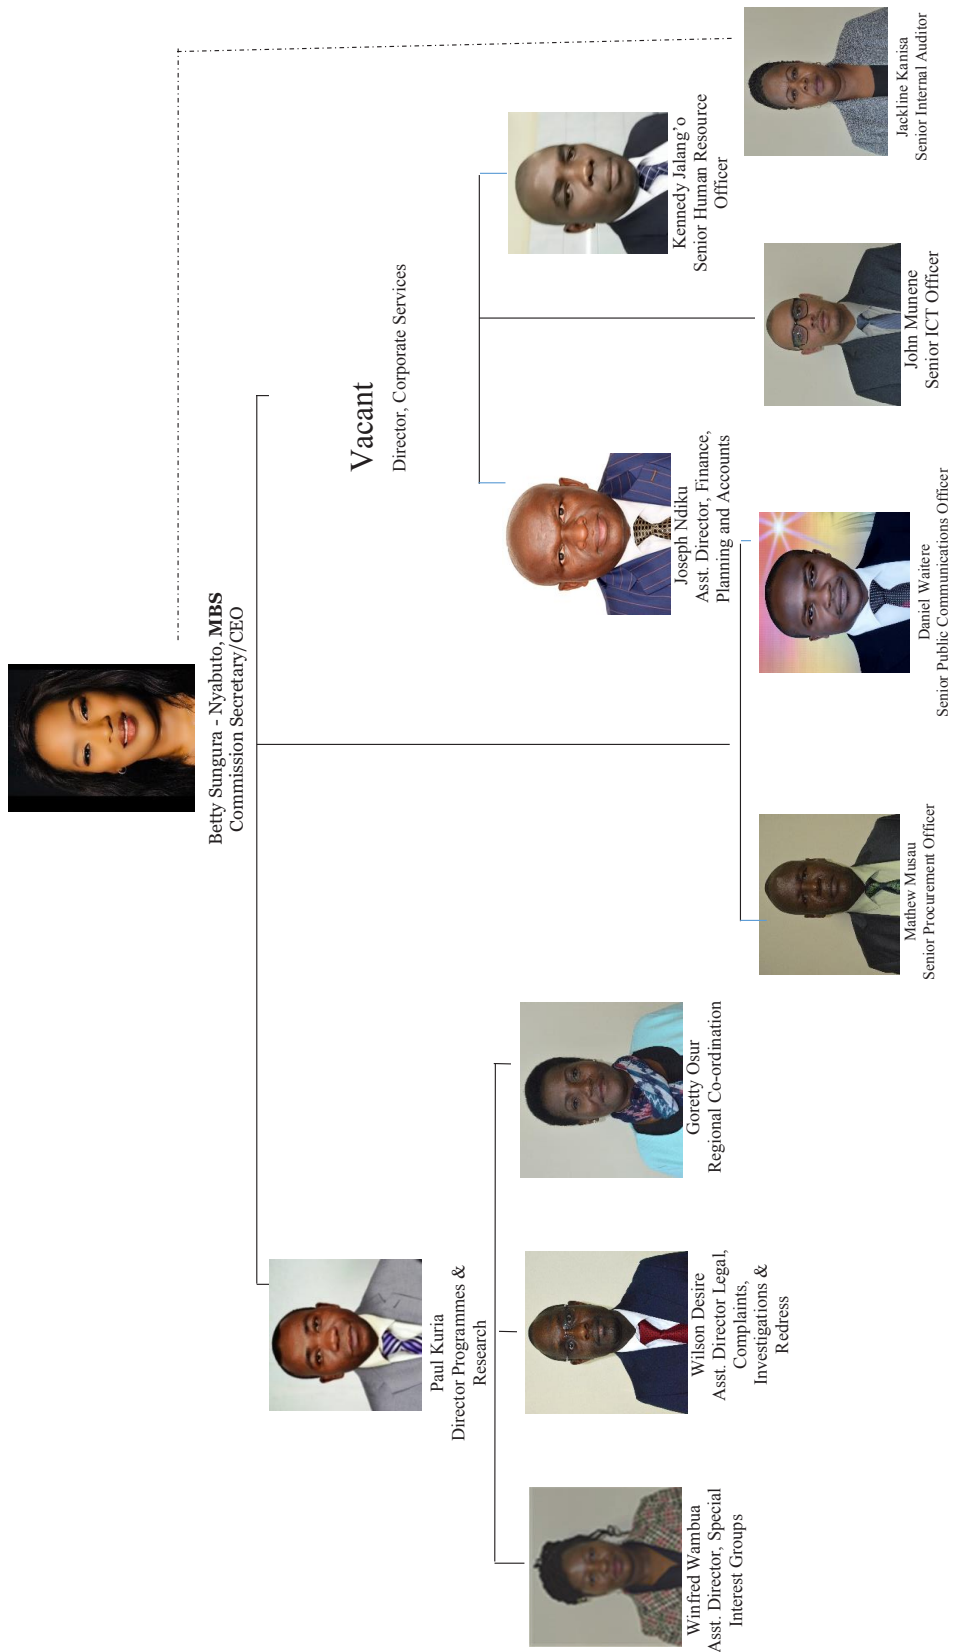 Betty Sungura - Nyabuto, MBS
Commission Secretary/CEO
Paul Kuria
Director Programmes &
Research
Vacant
Director, Corporate Services
Winfred Wambua
Asst. Director, Special
Interest Groups
Wilson Desire
Asst. Director Legal,
Complaints,
Investigations &
Redress
Goretty Osur
Regional Co-ordination
Joseph Ndiku
Asst. Director, Finance,
Planning and Accounts
Kennedy Jalang’o
Senior Human Resource
Officer
Mathew Musau
Senior Procurement Officer
Daniel Waitere
Senior Public Communications Officer
John Munene
Senior ICT Officer
Jackline Kanisa
Senior Internal Auditor